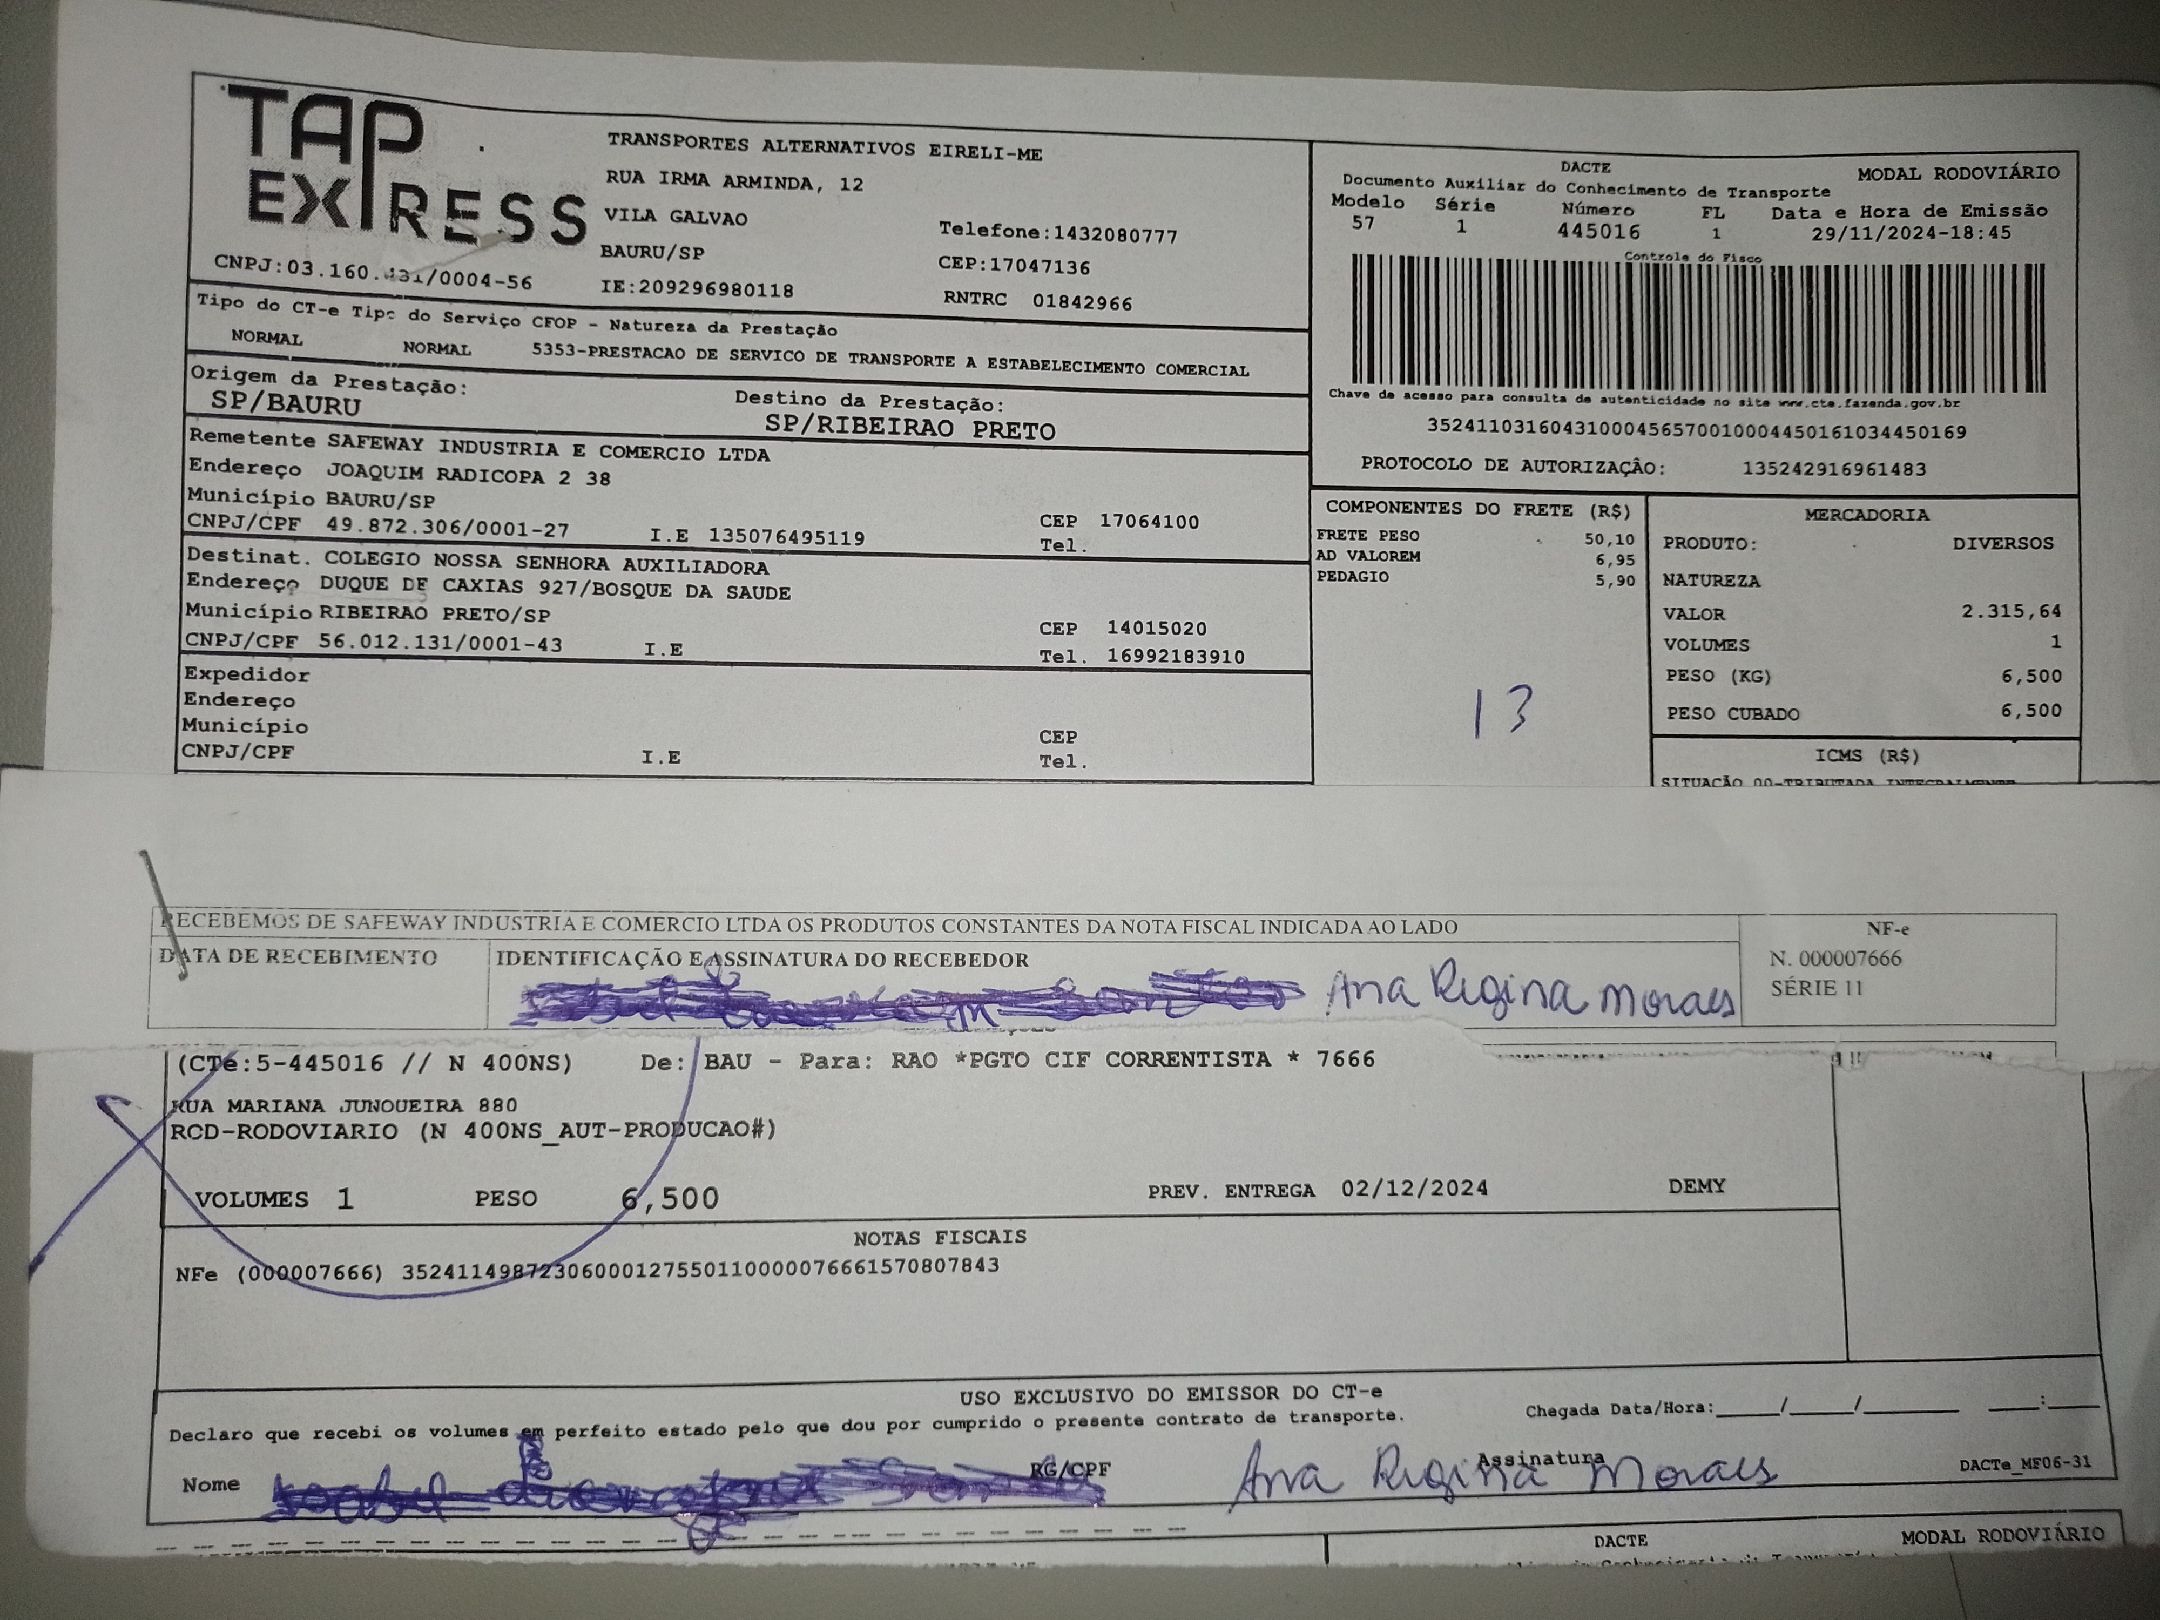 TAP EXPRESS
TRANSPORTES ALTERNATIVOS EIRELI-ME
RUA IRMA ARMINDA, 12
VILA GALVAO Telefone:1432080777
BAURU/SP CEP:17047136
CNPJ:03.160.431/0004-56 IE:209296980118 RNTRC 01842966
DACTE MODAL RODOVIÁRIO
Documento Auxiliar do Conhecimento de Transporte
Modelo Série Número FL Data e Hora de Emissão
57 1 445016 1 29/11/2024-18:45
Controle do Fisco
Chave de acesso para consulta de autenticidade no site www.cte.fazenda.gov.br
35241103160431000456570010004450161034450169
PROTOCOLO DE AUTORIZAÇÂO: 135242916961483
Tipo do CT-e Tipo do Serviço CFOP - Natureza da Prestação
NORMAL NORMAL 5353-PRESTACAO DE SERVICO DE TRANSPORTE A ESTABELECIMENTO COMERCIAL
Origem da Prestação: Destino da Prestação:
SP/BAURU SP/RIBEIRAO PRETO
Remetente SAFEWAY INDUSTRIA E COMERCIO LTDA
Endereço JOAQUIM RADICOPA 2 38
Município BAURU/SP CEP 17064100
CNPJ/CPF 49.872.306/0001-27 I.E 135076495119 Tel.
Destinat. COLEGIO NOSSA SENHORA AUXILIADORA
Endereço DUQUE DE CAXIAS 927/BOSQUE DA SAUDE
Município RIBEIRAO PRETO/SP CEP 14015020
CNPJ/CPF 56.012.131/0001-43 I.E Tel. 16992183910
Expedidor
Endereço
Município CEP
CNPJ/CPF I.E Tel.
COMPONENTES DO FRETE (R$)
FRETE PESO 50,10
AD VALOREM 6,95
PEDAGIO 5,90
13
MERCADORIA
PRODUTO: DIVERSOS
NATUREZA
VALOR 2.315,64
VOLUMES 1
PESO (KG) 6,500
PESO CUBADO 6,500
ICMS (R$)
SITUAÇÃO 00-TRIBUTADA INTEGRALMENTE
RECEBEMOS DE SAFEWAY INDUSTRIA E COMERCIO LTDA OS PRODUTOS CONSTANTES DA NOTA FISCAL INDICADA AO LADO
DATA DE RECEBIMENTO IDENTIFICAÇÃO E ASSINATURA DO RECEBEDOR
Ana Regina Moraes
NF-e
N. 000007666
SÉRIE 11
(CTe:5-445016 // N 400NS) De: BAU - Para: RAO *PGTO CIF CORRENTISTA * 7666
RUA MARIANA JUNQUEIRA 880
RCD-RODOVIARIO (N 400NS_AUT-PRODUCAO#)
VOLUMES 1 PESO 6,500 PREV. ENTREGA 02/12/2024 DEMY
NOTAS FISCAIS
NFe (000007666) 35241149872306000127550110000076661570807843
USO EXCLUSIVO DO EMISSOR DO CT-e
Declaro que recebi os volumes em perfeito estado pelo que dou por cumprido o presente contrato de transporte. Chegada Data/Hora:_____/_____/________ ____:____
Nome RG/CPF Assinatura DACTe_MF06-31
Ana Regina Moraes
DACTE MODAL RODOVIÁRIO